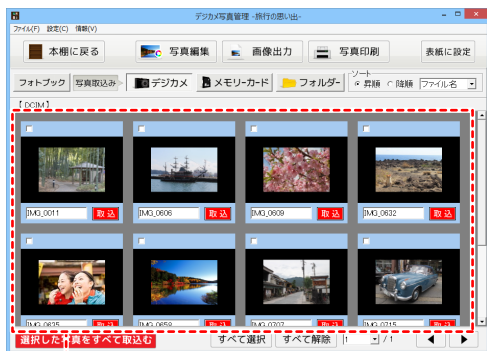 デジカメ写真管理 -旅行の思い出-
ファイル(F) 設定(C) 情報(V)
本棚に戻る 写真編集 画像出力 写真印刷 表紙に設定
フォトブック 写真取込み デジカメ メモリーカード フォルダー ソート 昇順 降順 ファイル名
【 DCIM 】
IMG_0011 取込 IMG_0606 取込 IMG_0609 取込 IMG_0632 取込
IMG_0635 取込 IMG_0659 取込 IMG_0707 取込 IMG_0715 取込
選択した写真をすべて取込む すべて選択 すべて解除 1 / 1